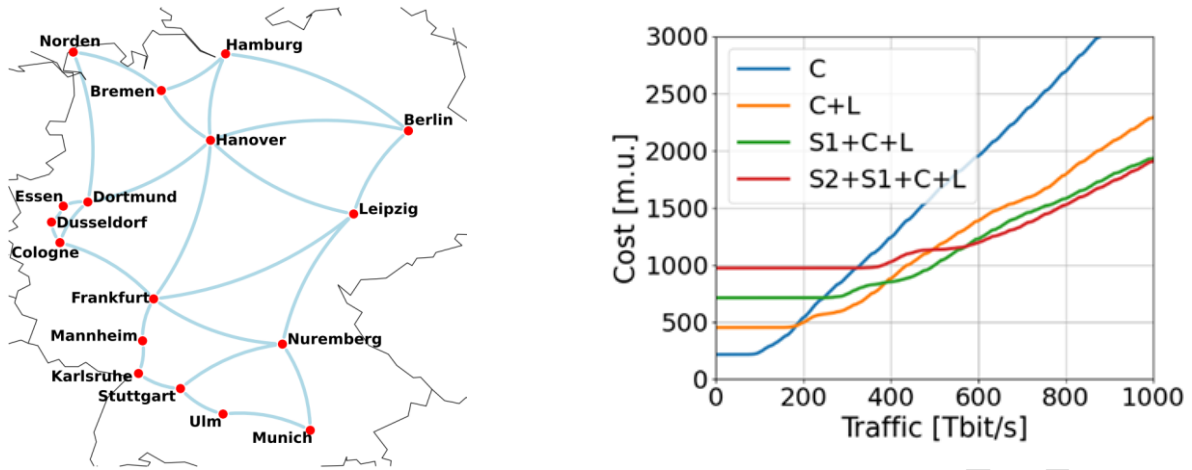 Norden
Hamburg
Bremen
Berlin
Hanover
Essen
Dortmund
Dusseldorf
Leipzig
Cologne
Frankfurt
Mannheim
Nuremberg
Karlsruhe
Stuttgart
Ulm
Munich
3000
2500
2000
1500
1000
500
0
Cost [m.u.]
C
C+L
S1+C+L
S2+S1+C+L
0 200 400 600 800 1000
Traffic [Tbit/s]